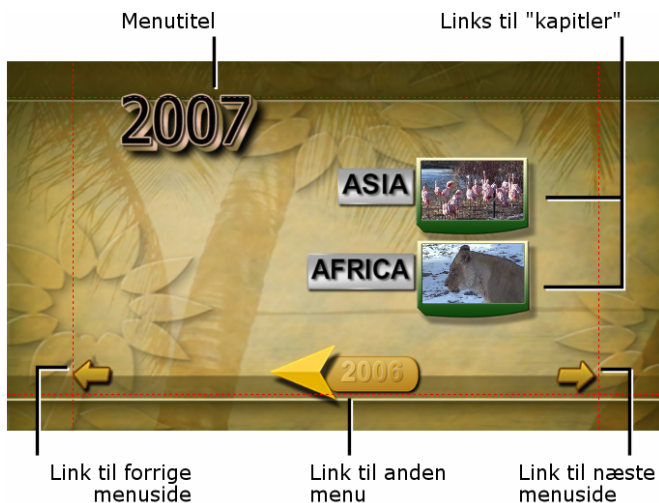 Menutitel
Links til "kapitler"
2007
ASIA
AFRICA
2006
Link til forrige
menuside
Link til anden
menu
Link til næste
menuside